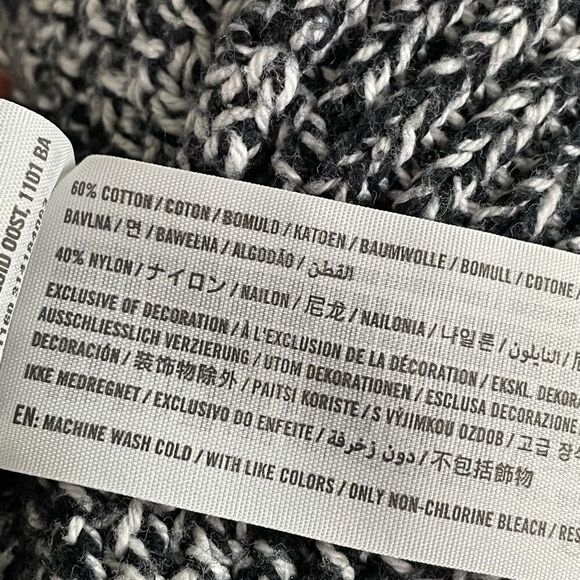 60% COTTON / COTON / BOMULD / KATOEN / BAUMWOLLE / BOMULL / COTONE /
BAVLNA / 면 / BAWEŁNA / ALGODÃO / القطن
40% NYLON / ナイロン / NAILON / 尼龙 / NAILONIA / 나일론 / النايلون /
EXCLUSIVE OF DECORATION / À L'EXCLUSION DE LA DÉCORATION / EKSKL. DEKORA
AUSSCHLIESSLICH VERZIERUNG / UTOM DEKORATIONEN / ESCLUSA DECORAZIONE
DECORACIÓN / 装饰物除外 / PAITSI KORISTE / S VÝJIMKOU OZDOB / 고급 장식
IKKE MEDREGNET / EXCLUSIVO DO ENFEITE / دون زخرفة / 不包括飾物
EN: MACHINE WASH COLD / WITH LIKE COLORS / ONLY NON-CHLORINE BLEACH / RES
OOST, 1101 BA